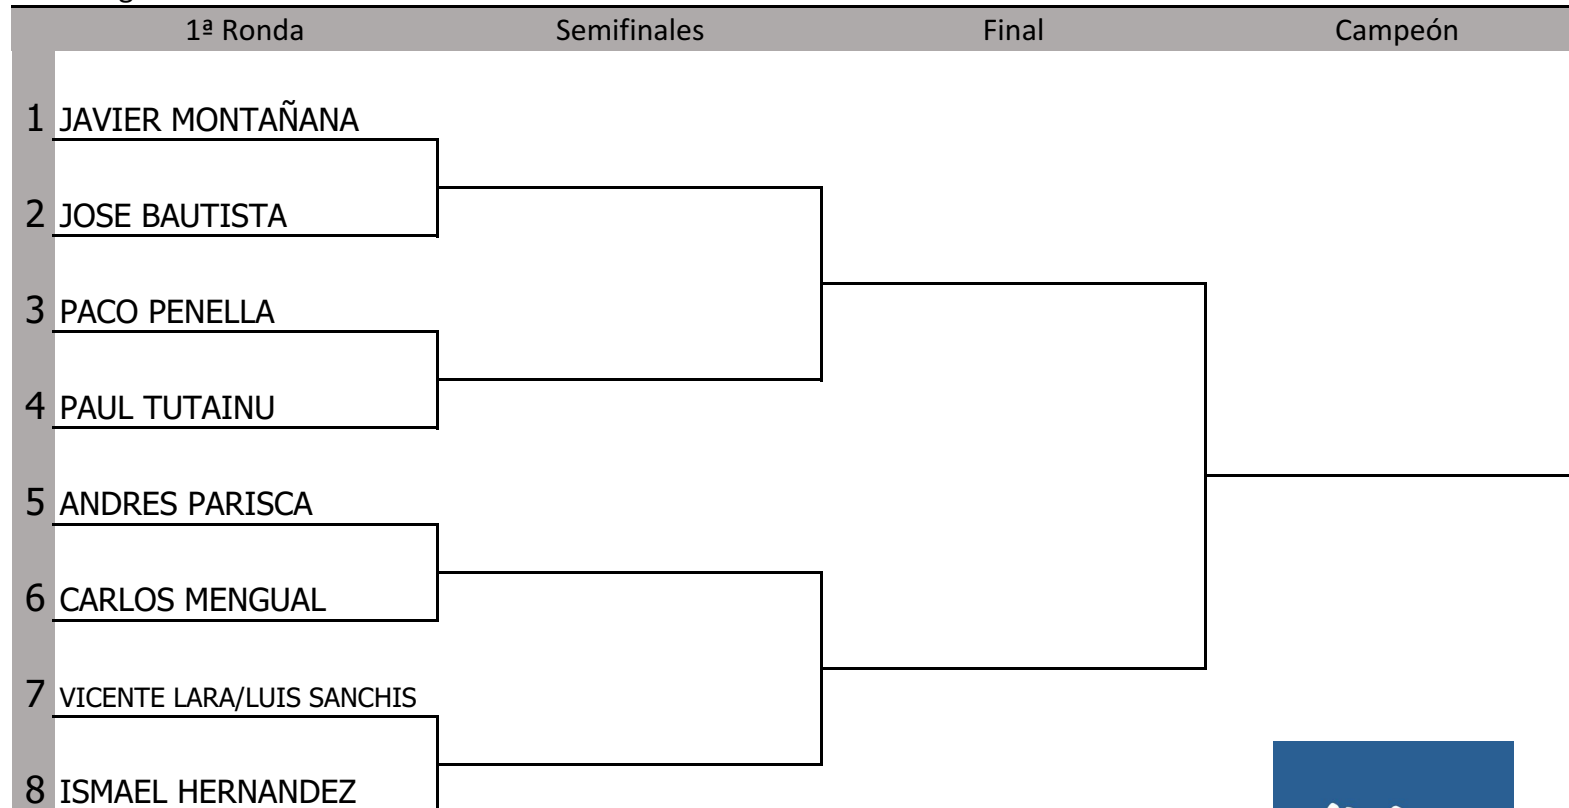 1ª Ronda Semifinales Final Campeón
1 JAVIER MONTAÑANA
2 JOSE BAUTISTA
3 PACO PENELLA
4 PAUL TUTAINU
5 ANDRES PARISCA
6 CARLOS MENGUAL
7 VICENTE LARA/LUIS SANCHIS
8 ISMAEL HERNANDEZ